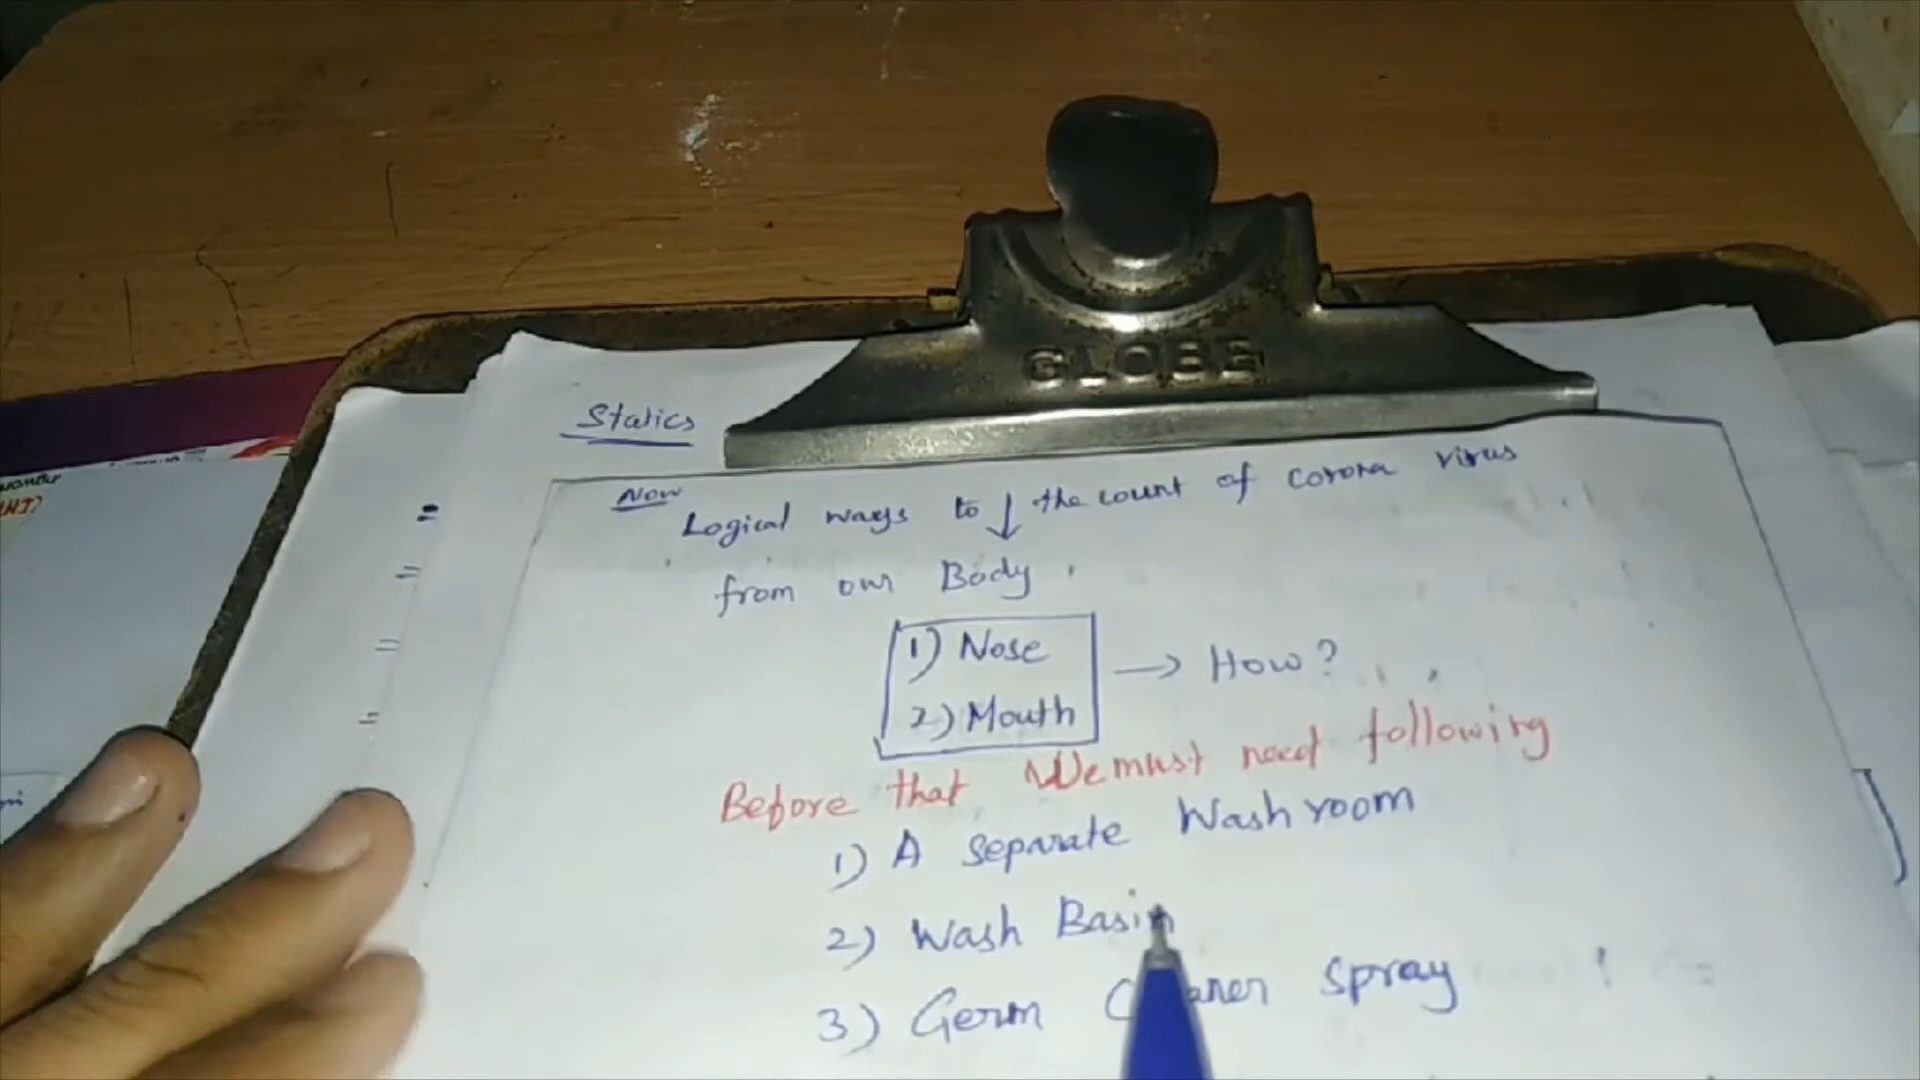 GLOBE
Statics
Now
Logical ways to ↓ the count of corona virus
from our Body.
1) Nose
2) Mouth
→ How?
Before that We must need following
1) A separate Wash room
2) Wash Basin
3) Germ Spray